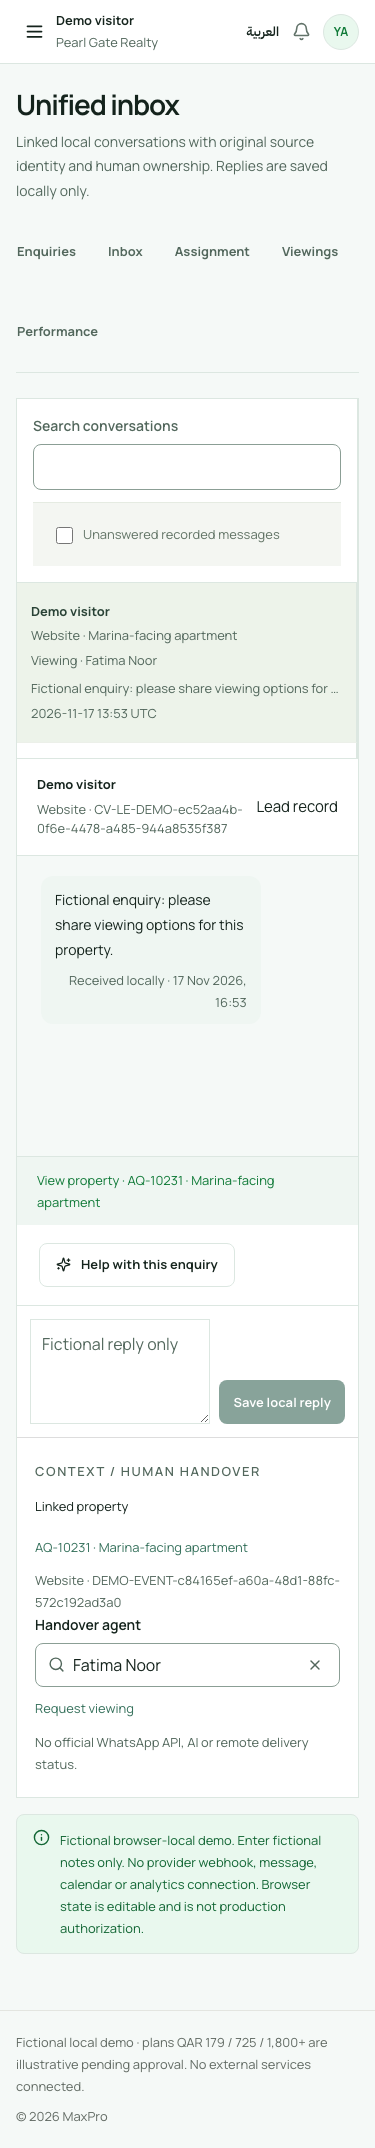 Demo visitor
Pearl Gate Realty
العربية
YA
Unified inbox
Linked local conversations with original source
identity and human ownership. Replies are saved
locally only.
Enquiries Inbox Assignment Viewings
Performance
Search conversations
Unanswered recorded messages
Demo visitor
Website · Marina-facing apartment
Viewing · Fatima Noor
Fictional enquiry: please share viewing options for …
2026-11-17 13:53 UTC
Demo visitor
Website · CV-LE-DEMO-ec52aa4b-
0f6e-4478-a485-944a8535f387
Lead record
Fictional enquiry: please
share viewing options for this
property.
Received locally · 17 Nov 2026,
16:53
View property · AQ-10231 · Marina-facing
apartment
Help with this enquiry
Fictional reply only
Save local reply
CONTEXT / HUMAN HANDOVER
Linked property
AQ-10231 · Marina-facing apartment
Website · DEMO-EVENT-c84165ef-a60a-48d1-88fc-
572c192ad3a0
Handover agent
Fatima Noor
Request viewing
No official WhatsApp API, AI or remote delivery
status.
Fictional browser-local demo. Enter fictional
notes only. No provider webhook, message,
calendar or analytics connection. Browser
state is editable and is not production
authorization.
Fictional local demo · plans QAR 179 / 725 / 1,800+ are
illustrative pending approval. No external services
connected.
© 2026 MaxPro